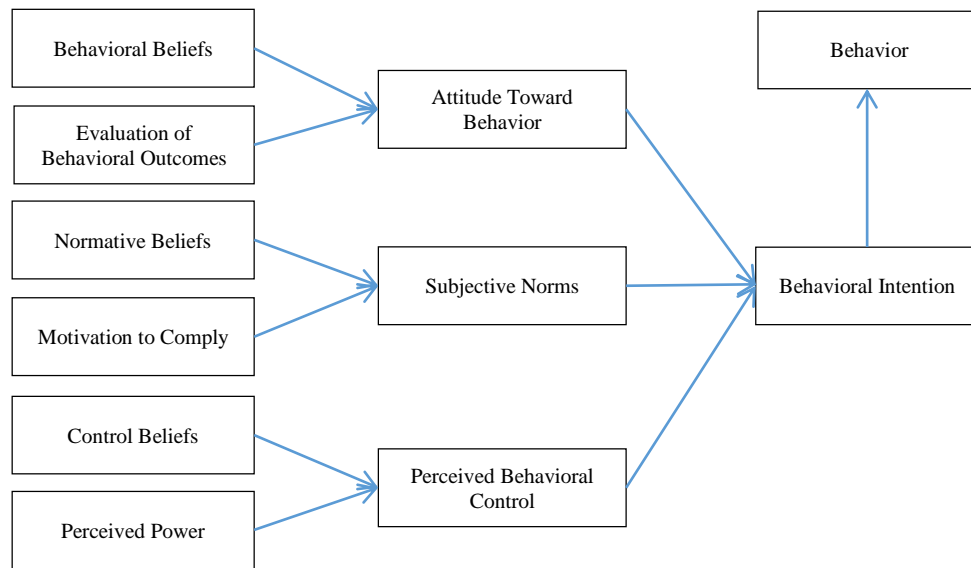 Behavioral Beliefs
Evaluation of
Behavioral Outcomes
Normative Beliefs
Motivation to Comply
Control Beliefs
Perceived Power
Attitude Toward
Behavior
Subjective Norms
Perceived Behavioral
Control
Behavior
Behavioral Intention